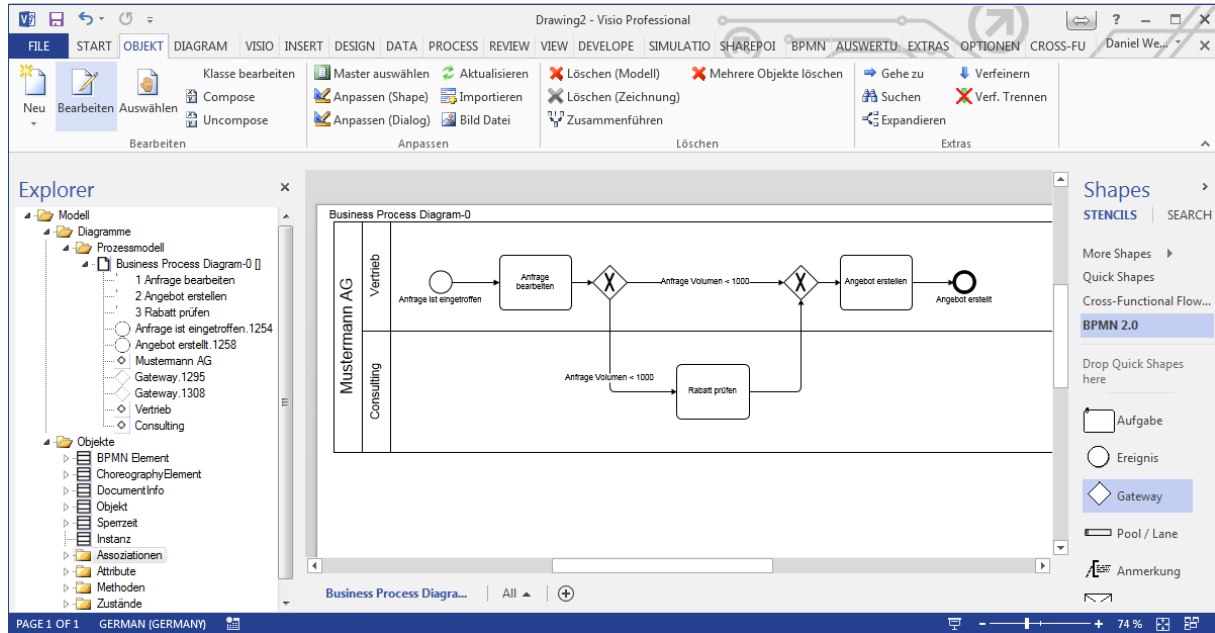 Drawing2 - Visio Professional
FILE START OBJEKT DIAGRAM VISIO INSERT DESIGN DATA PROCESS REVIEW VIEW DEVELOPE SIMULATIO SHAREPOI BPMN AUSWERTU EXTRAS OPTIONEN CROSS-FU Daniel We...
Neu
Bearbeiten
Auswählen
Klasse bearbeiten
Compose
Uncompose
Bearbeiten
Master auswählen Aktualisieren
Anpassen (Shape) Importieren
Anpassen (Dialog) Bild Datei
Anpassen
Löschen (Modell) Mehrere Objekte löschen
Löschen (Zeichnung)
Zusammenführen
Löschen
Gehe zu Verfeinern
Suchen Verf. Trennen
Expandieren
Extras
Explorer
Modell
Diagramme
Prozessmodell
Business Process Diagram-0 []
1 Anfrage bearbeiten
2 Angebot erstellen
3 Rabatt prüfen
Anfrage ist eingetroffen.1254
Angebot erstellt.1258
Mustermann AG
Gateway.1295
Gateway.1308
Vertrieb
Consulting
Objekte
BPMN Element
ChoreographyElement
DocumentInfo
Objekt
Sperrzeit
Instanz
Assoziationen
Attribute
Methoden
Zustände
Business Process Diagram-0
Mustermann AG
Vertrieb
Consulting
Anfrage ist eingetroffen
Anfrage
bearbeiten
X
Anfrage Volumen < 1000
X
Angebot erstellen
Angebot erstellt
Anfrage Volumen < 1000
Rabatt prüfen
Business Process Diagra... All
Shapes
STENCILS SEARCH
More Shapes
Quick Shapes
Cross-Functional Flow...
BPMN 2.0
Drop Quick Shapes
here
Aufgabe
Ereignis
Gateway
Pool / Lane
Anmerkung
PAGE 1 OF 1 GERMAN (GERMANY) 74 %